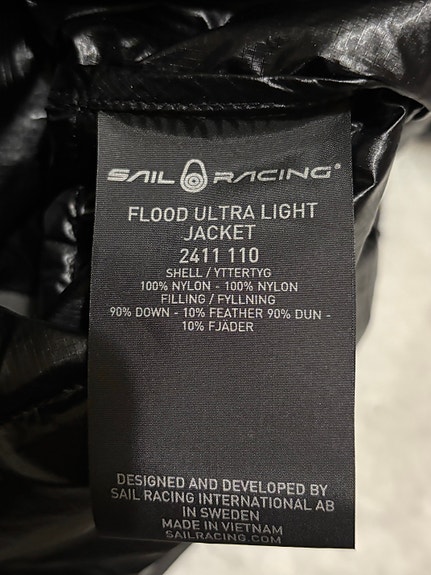 SAIL RACING®
FLOOD ULTRA LIGHT
JACKET
2411 110
SHELL / YTTERTYG
100% NYLON - 100% NYLON
FILLING / FYLLNING
90% DOWN - 10% FEATHER 90% DUN -
10% FJÄDER
DESIGNED AND DEVELOPED BY
SAIL RACING INTERNATIONAL AB
IN SWEDEN
MADE IN VIETNAM
SAILRACING.COM